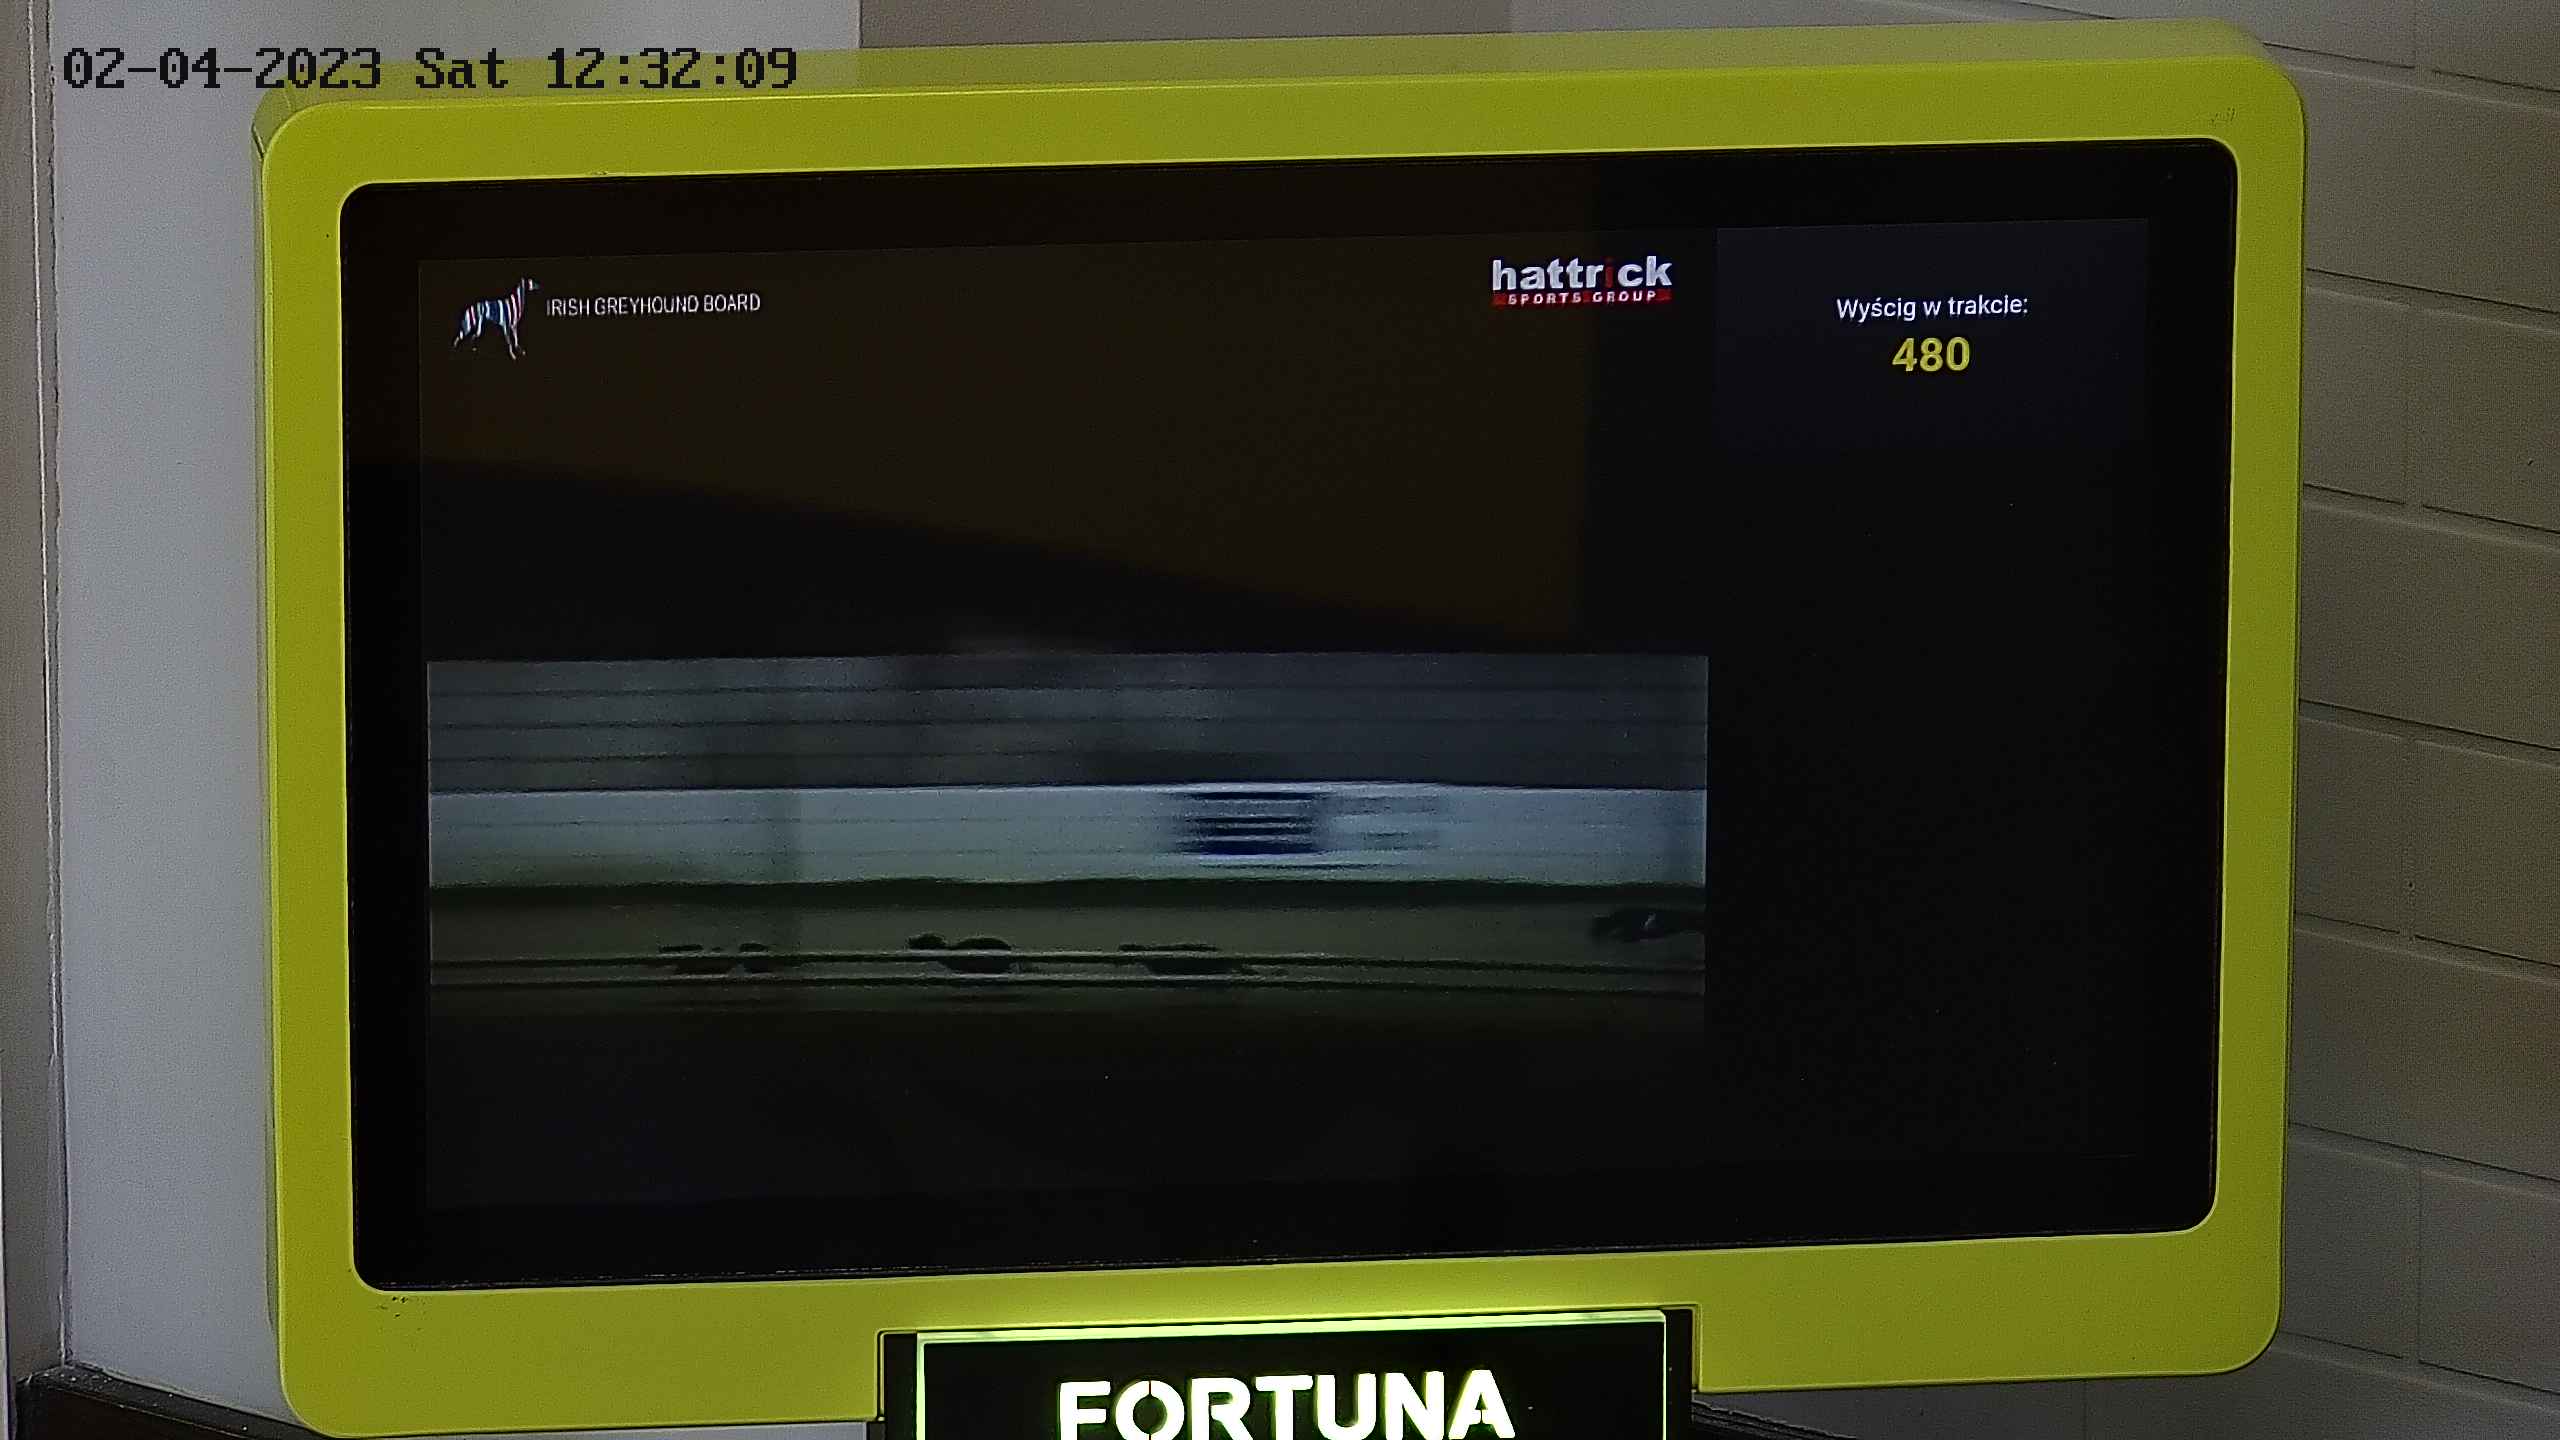 02-04-2023 Sat 12:32:09
IRISH GREYHOUND BOARD
hattrick
SPORTS GROUP
Wyścig w trakcie:
480
FORTUNA